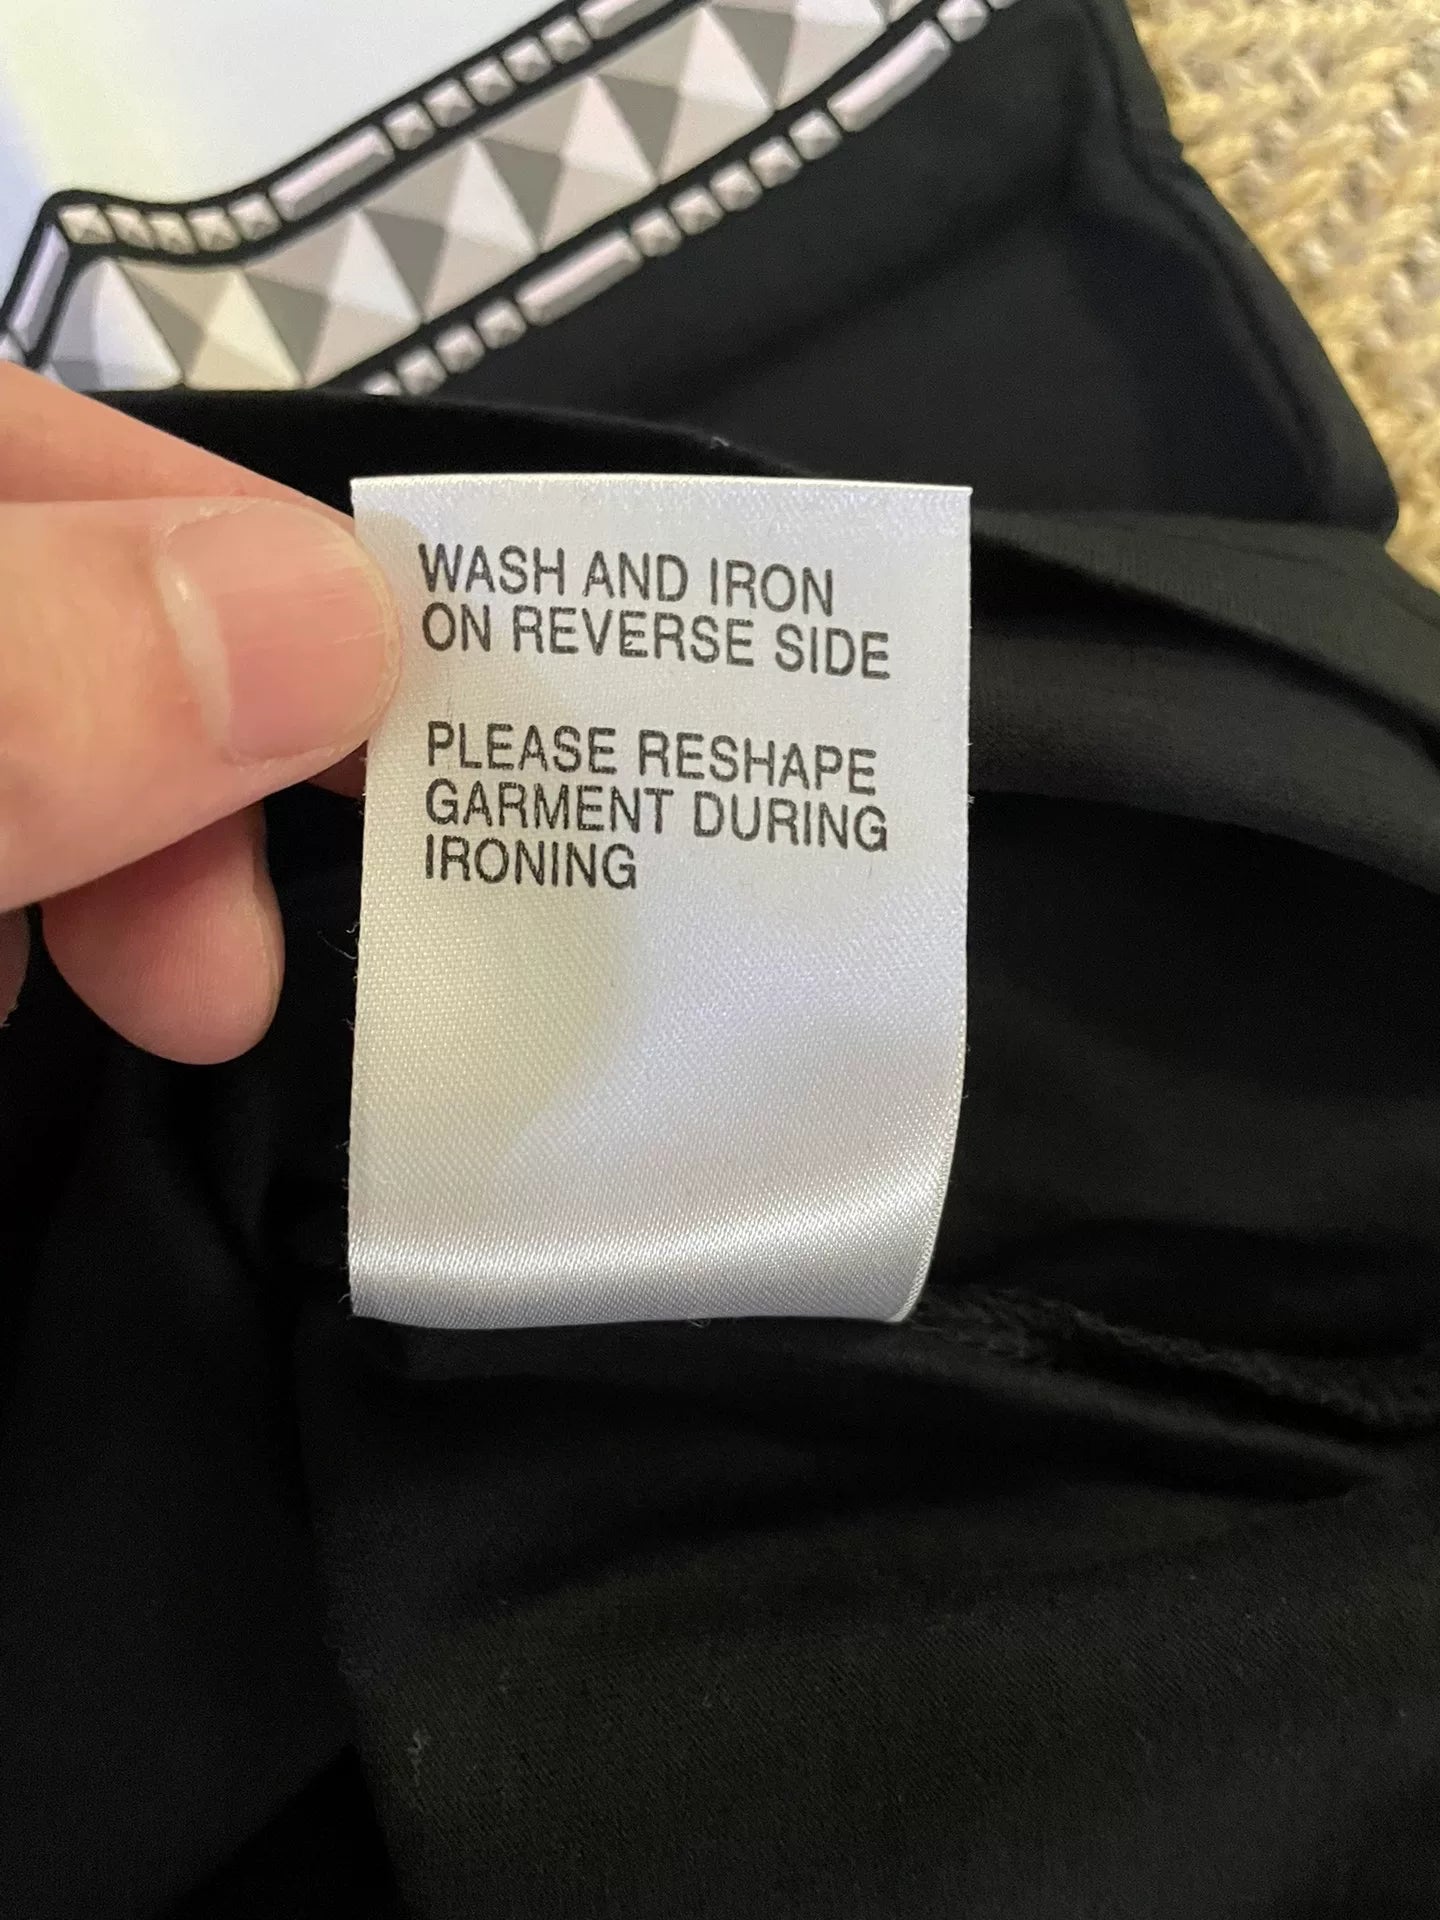 WASH AND IRON
ON REVERSE SIDE
PLEASE RESHAPE
GARMENT DURING
IRONING